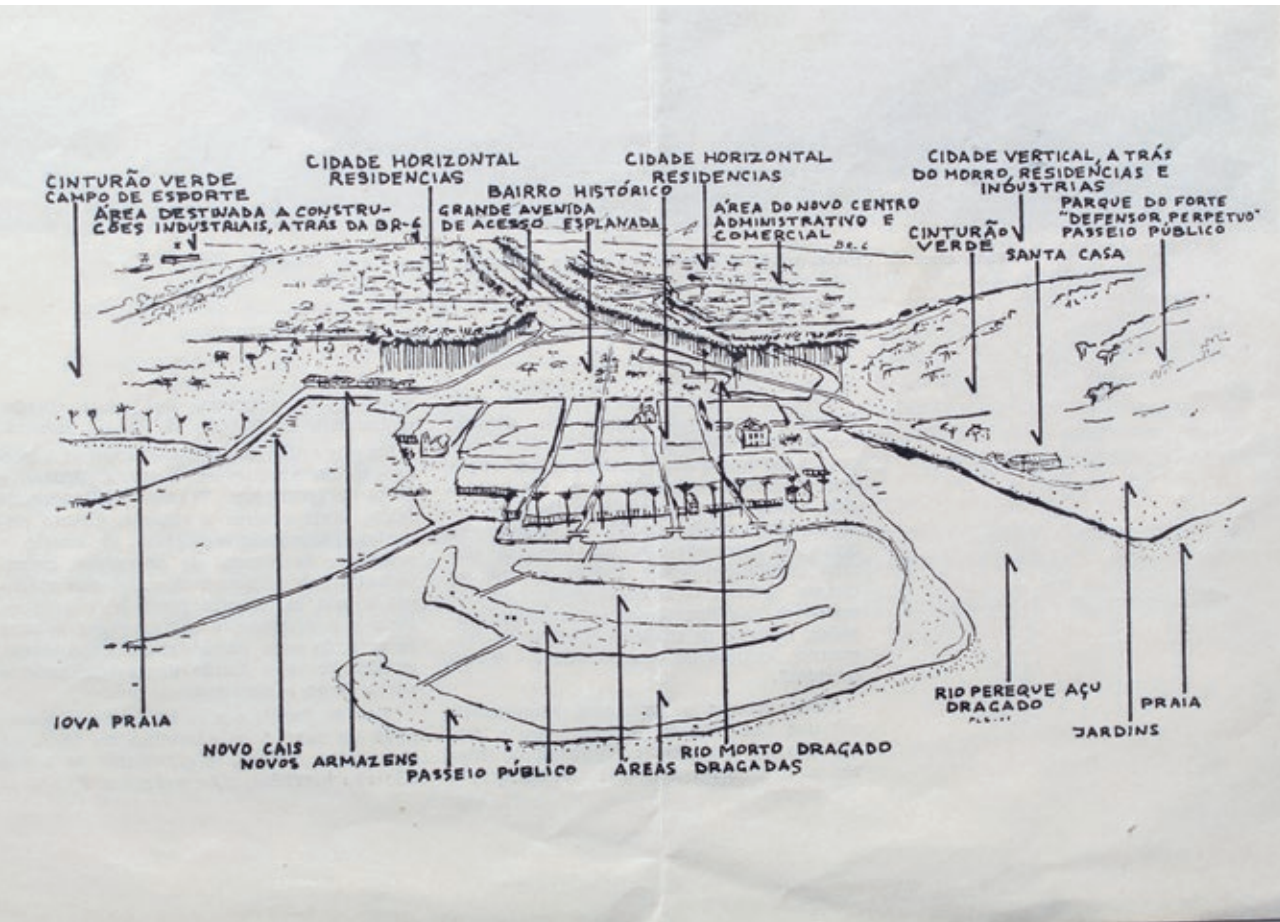 CINTURÃO VERDE
CAMPO DE ESPORTE
ÁREA DESTINADA A CONSTRU-
ÇÕES INDUSTRIAIS, ATRÁS DA BR-6
CIDADE HORIZONTAL
RESIDENCIAS
BAIRRO HISTÓRICO
GRANDE AVENIDA
DE ACESSO
ESPLANADA
CIDADE HORIZONTAL
RESIDENCIAS
ÁREA DO NOVO CENTRO
ADMINISTRATIVO E
COMERCIAL
BR-6
CIDADE VERTICAL, ATRÁS
DO MORRO, RESIDENCIAS E
INDÚSTRIAS
CINTURÃO
VERDE
SANTA CASA
PARQUE DO FORTE
"DEFENSOR PERPETUO"
PASSEIO PÚBLICO
IOVA PRAIA
NOVO CAIS
NOVOS ARMAZENS
PASSEIO PÚBLICO
ÁREAS DRAGADAS
RIO MORTO DRAGADO
RIO PEREQUE AÇU
DRAGADO
JARDINS
PRAIA